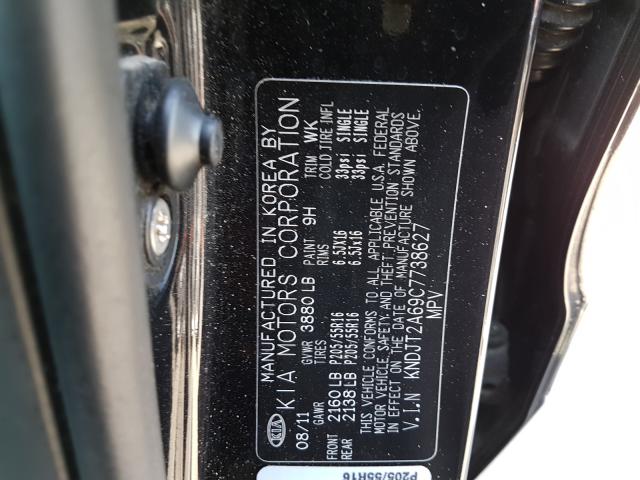 MANUFACTURED IN KOREA BY
KIA KIA MOTORS CORPORATION
08/11 GVWR 3880 LB PAINT 9H TRIM WK
GAWR TIRES RIMS COLD TIRE INFL
FRONT 2160 LB P205/55R16 6.5Jx16 33psi SINGLE
REAR 2138 LB P205/55R16 6.5Jx16 33psi SINGLE
THIS VEHICLE CONFORMS TO ALL APPLICABLE U.S.A. FEDERAL
MOTOR VEHICLE SAFETY, AND THEFT PREVENTION STANDARDS
IN EFFECT ON THE DATE OF MANUFACTURE SHOWN ABOVE.
V.I.N KNDJT2A69C7738627
MPV
P205/55R16